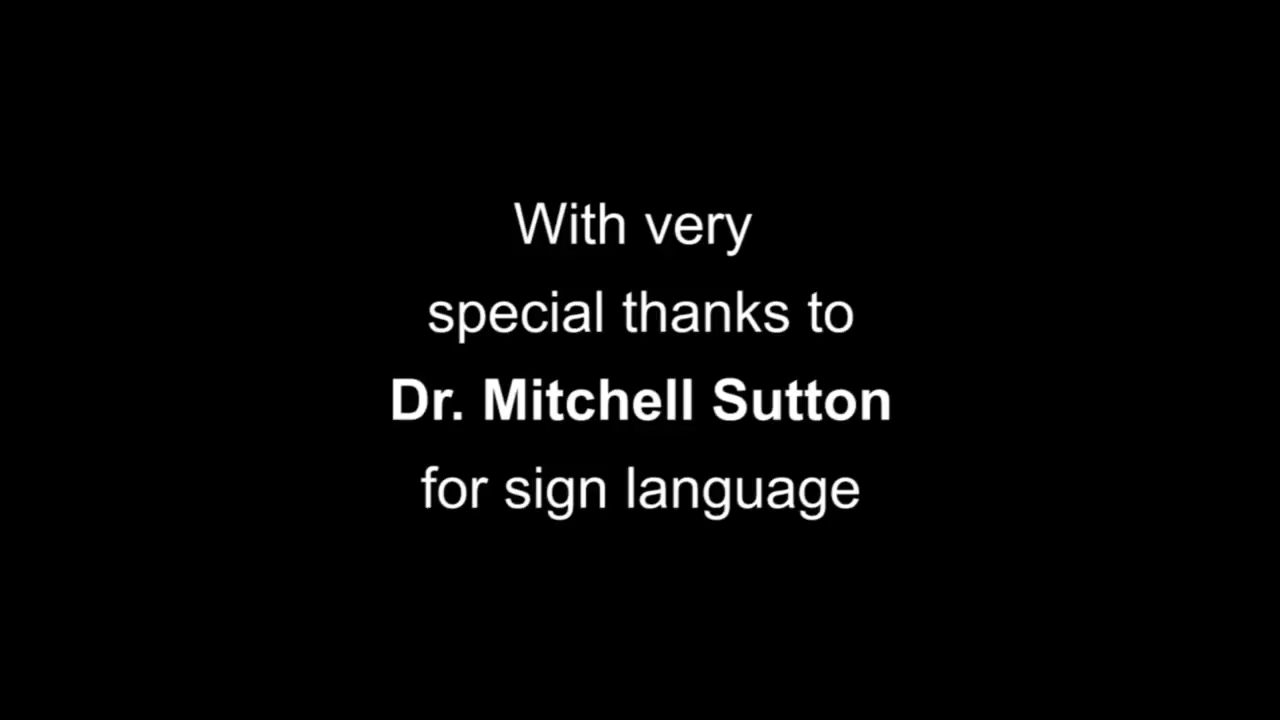 With very
special thanks to
Dr. Mitchell Sutton
for sign language